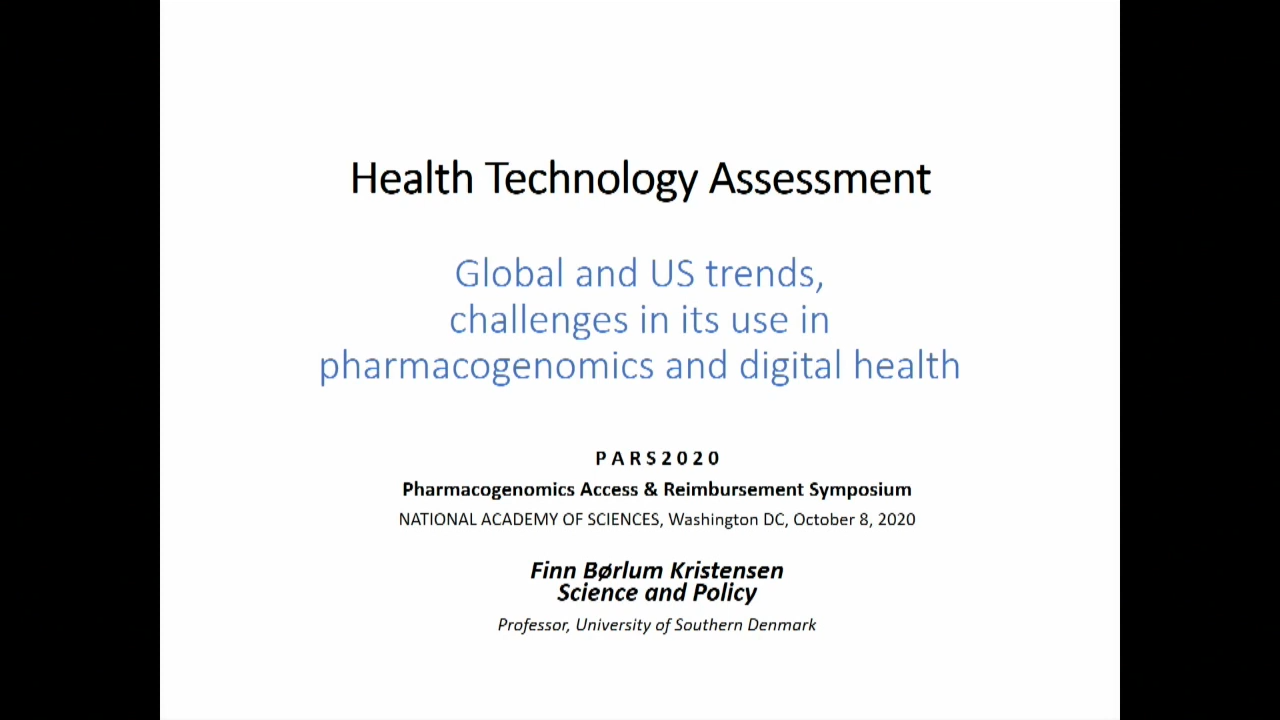 Health Technology Assessment
Global and US trends,
challenges in its use in
pharmacogenomics and digital health
PARS2020
Pharmacogenomics Access & Reimbursement Symposium
NATIONAL ACADEMY OF SCIENCES, Washington DC, October 8, 2020
Finn Børlum Kristensen
Science and Policy
Professor, University of Southern Denmark